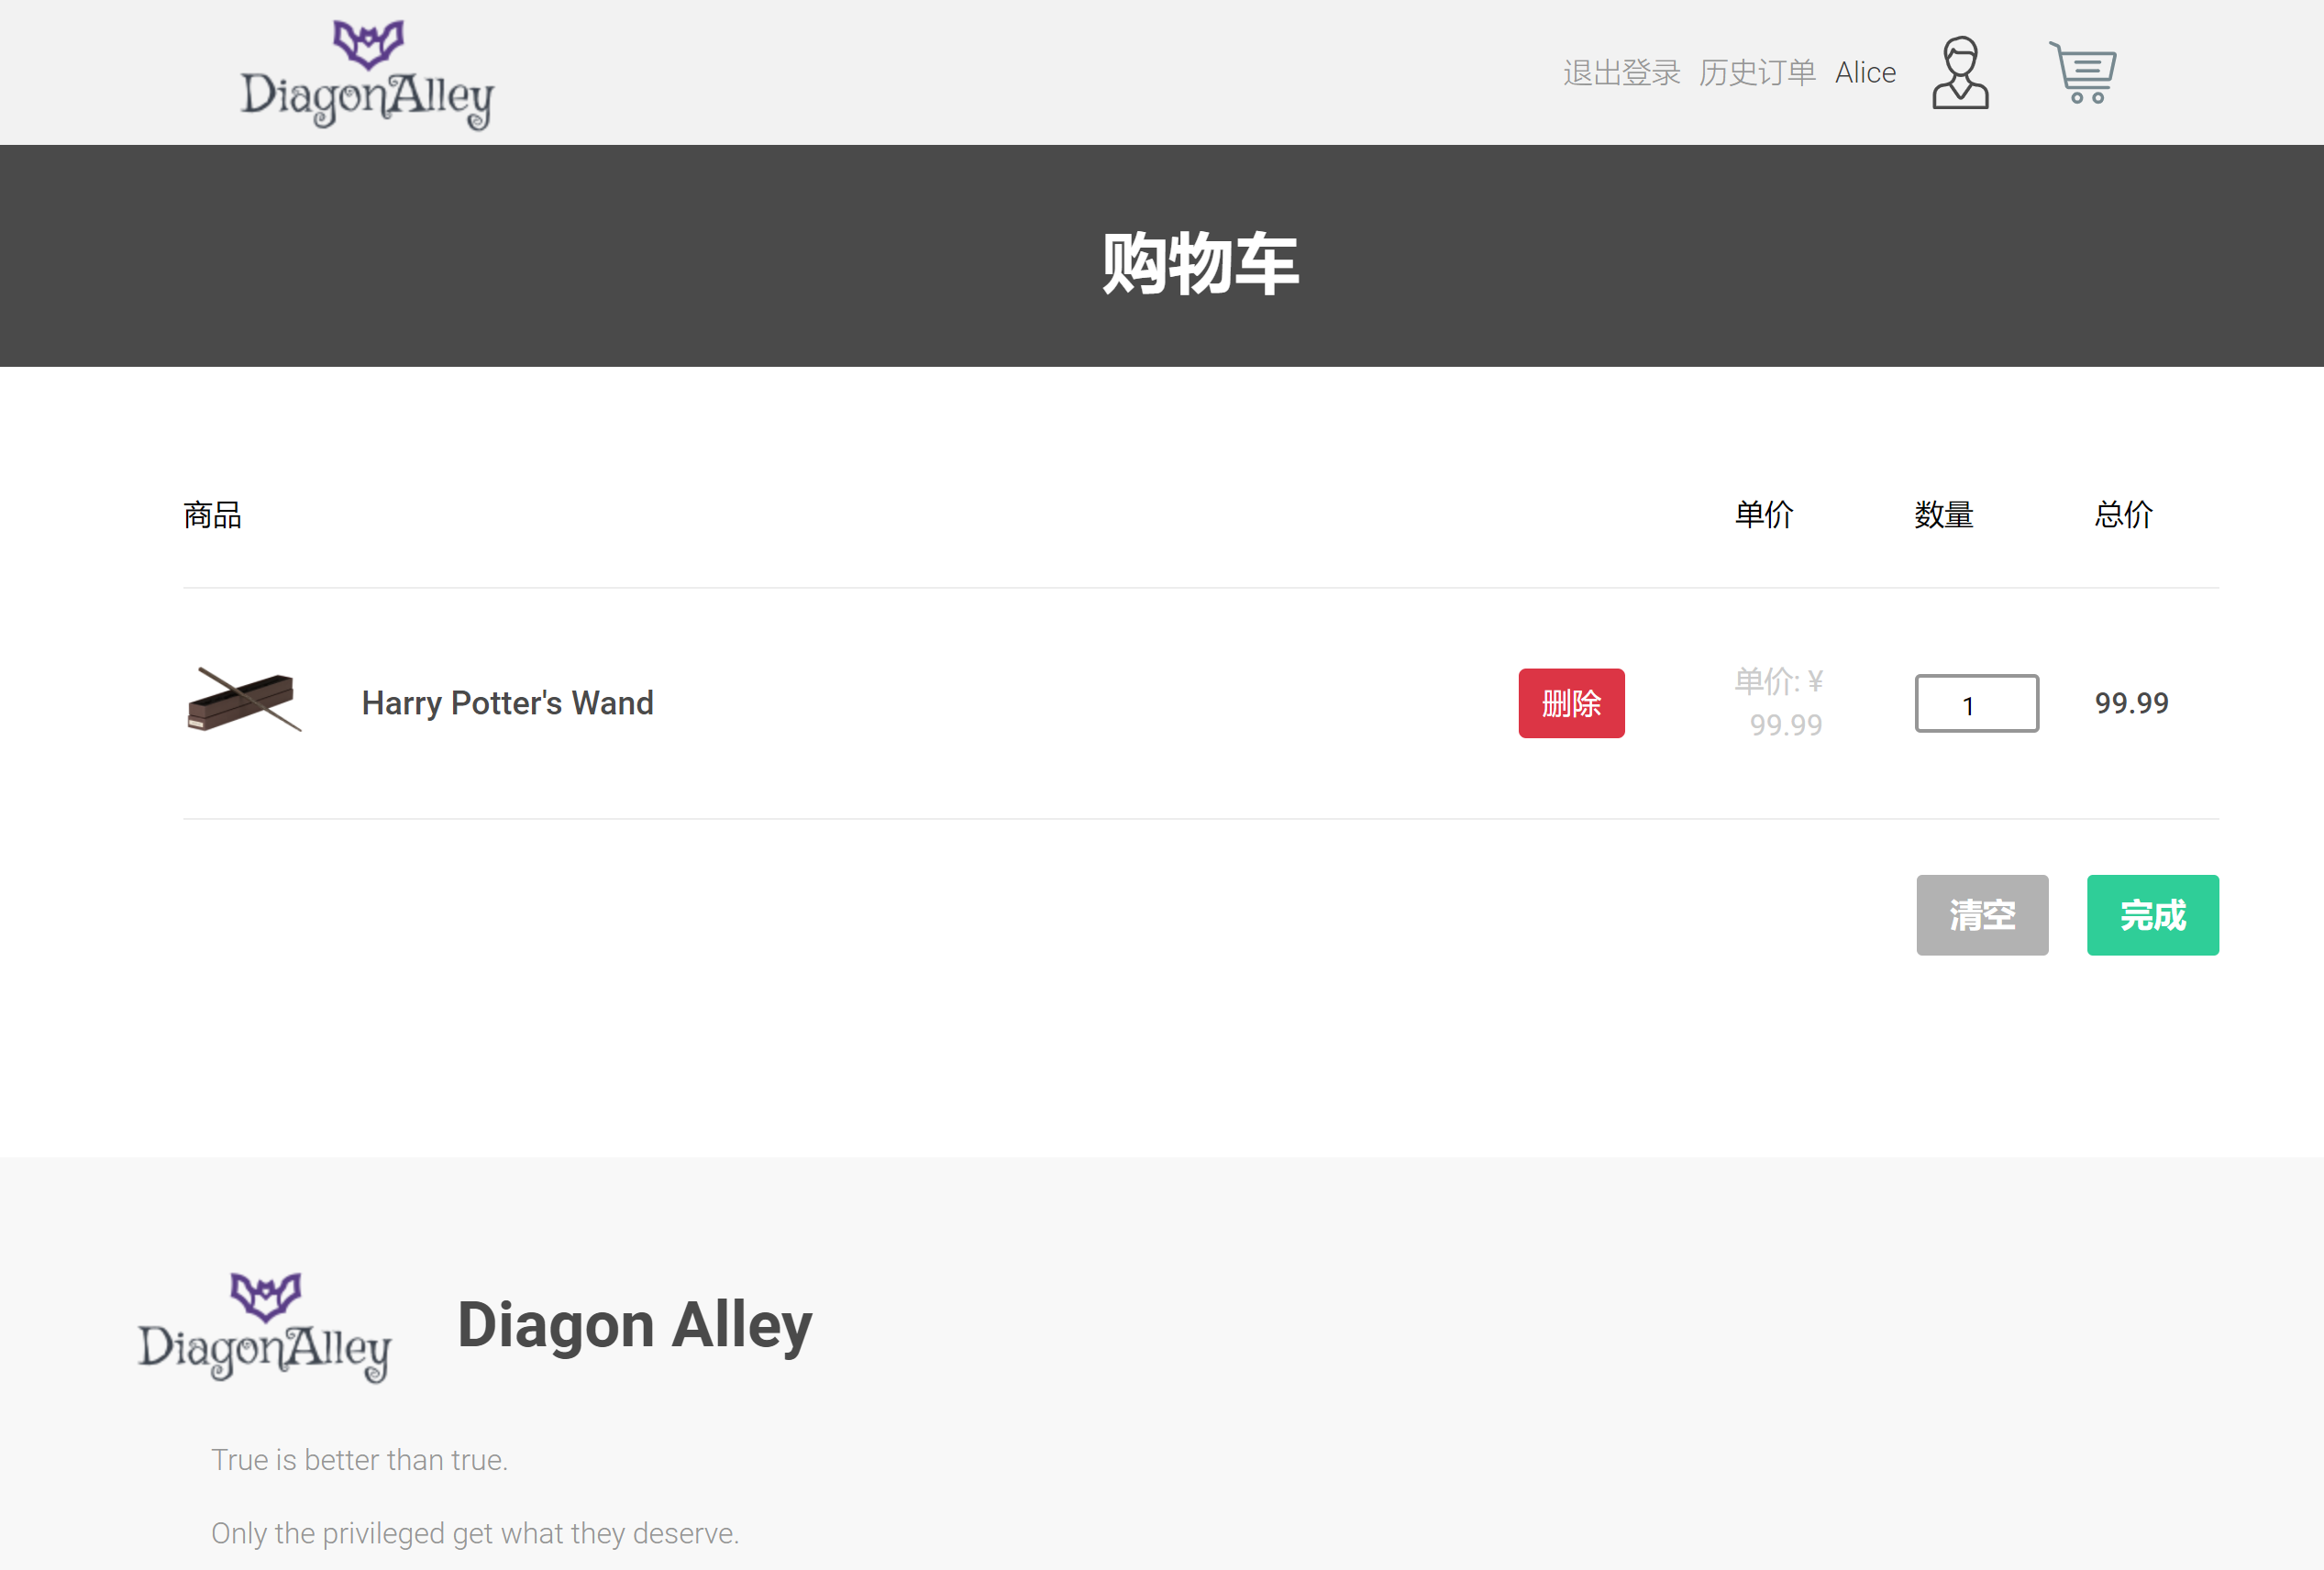 DiagonAlley
退出登录 历史订单 Alice
购物车
商品 单价 数量 总价
Harry Potter's Wand 删除 单价: ¥ 99.99 1 99.99
清空 完成
DiagonAlley
Diagon Alley
True is better than true.
Only the privileged get what they deserve.